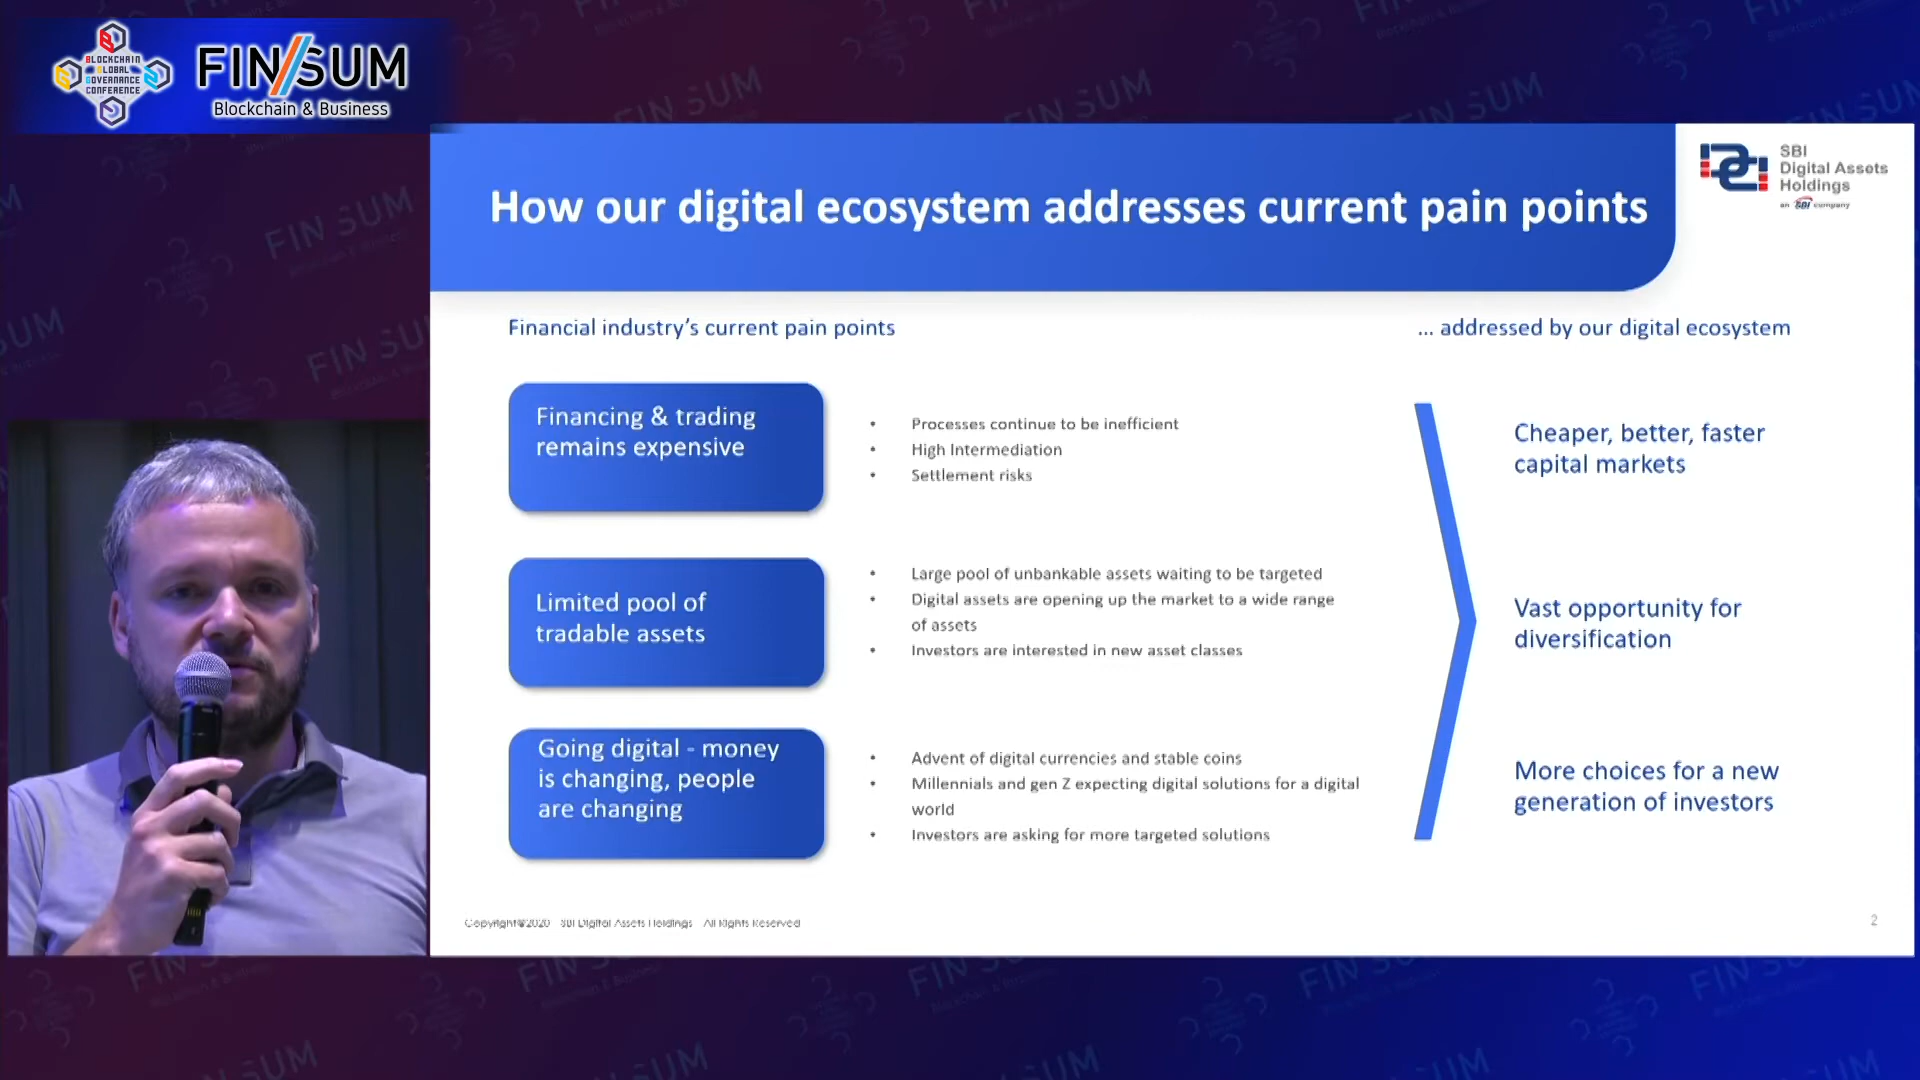 BLOCKCHAIN
GLOBAL
GOVERNANCE
CONFERENCE
FIN/SUM
Blockchain & Business
SBI
Digital Assets
Holdings
an SBI company
How our digital ecosystem addresses current pain points
Financial industry's current pain points
... addressed by our digital ecosystem
Financing & trading
remains expensive
• Processes continue to be inefficient
• High Intermediation
• Settlement risks
Cheaper, better, faster
capital markets
Limited pool of
tradable assets
• Large pool of unbankable assets waiting to be targeted
• Digital assets are opening up the market to a wide range
of assets
• Investors are interested in new asset classes
Vast opportunity for
diversification
Going digital - money
is changing, people
are changing
• Advent of digital currencies and stable coins
• Millennials and gen Z expecting digital solutions for a digital
world
• Investors are asking for more targeted solutions
More choices for a new
generation of investors
Copyright©2020 SBI Digital Assets Holdings All Rights Reserved
2